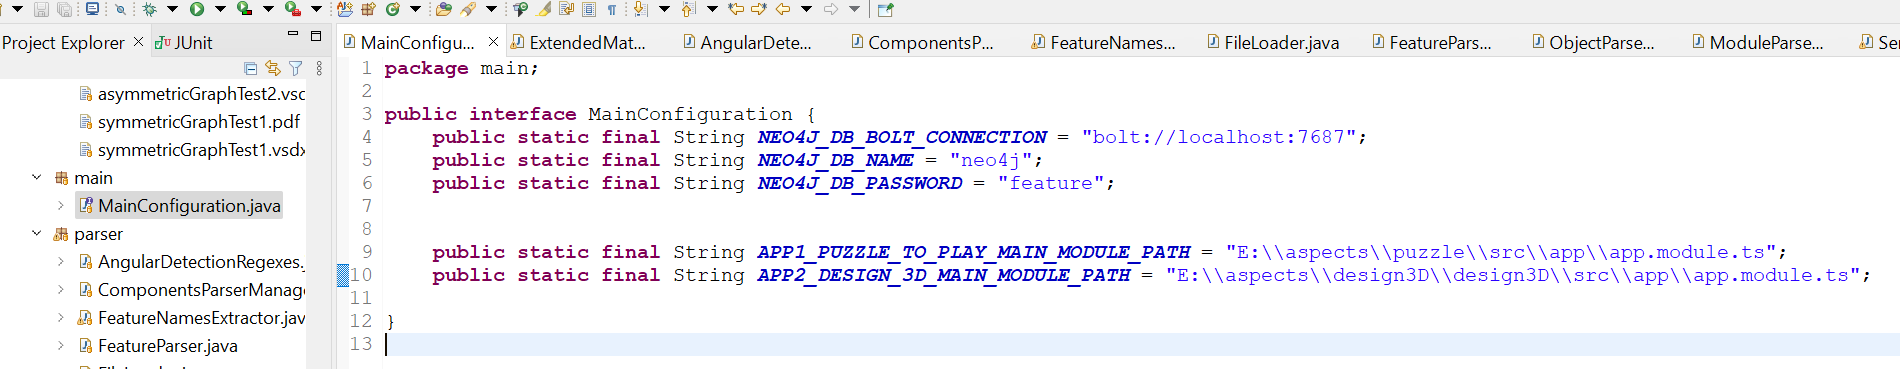 Project Explorer
JUnit
MainConfigu...
ExtendedMat...
AngularDete...
ComponentsP...
FeatureNames...
FileLoader.java
FeaturePars...
ObjectParse...
ModuleParse...
Ser
asymmetricGraphTest2.vsd
symmetricGraphTest1.pdf
symmetricGraphTest1.vsdx
main
MainConfiguration.java
parser
AngularDetectionRegexes.
ComponentsParserManage
FeatureNamesExtractor.jav
FeatureParser.java
1 package main;
2
3 public interface MainConfiguration {
4 public static final String NEO4J_DB_BOLT_CONNECTION = "bolt://localhost:7687";
5 public static final String NEO4J_DB_NAME = "neo4j";
6 public static final String NEO4J_DB_PASSWORD = "feature";
7
8
9 public static final String APP1_PUZZLE_TO_PLAY_MAIN_MODULE_PATH = "E:\\aspects\\puzzle\\src\\app\\app.module.ts";
10 public static final String APP2_DESIGN_3D_MAIN_MODULE_PATH = "E:\\aspects\\design3D\\design3D\\src\\app\\app.module.ts";
11
12 }
13